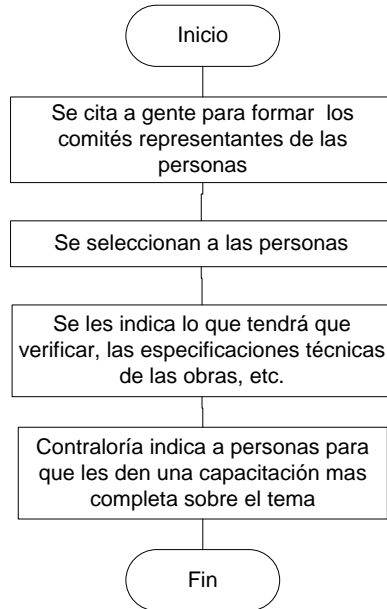 Inicio
Se cita a gente para formar  los
comités representantes de las
personas
Se seleccionan a las personas
Se les indica lo que tendrá que
verificar, las especificaciones técnicas
de las obras, etc.
Contraloría indica a personas para
que les den una capacitación mas
completa sobre el tema
Fin